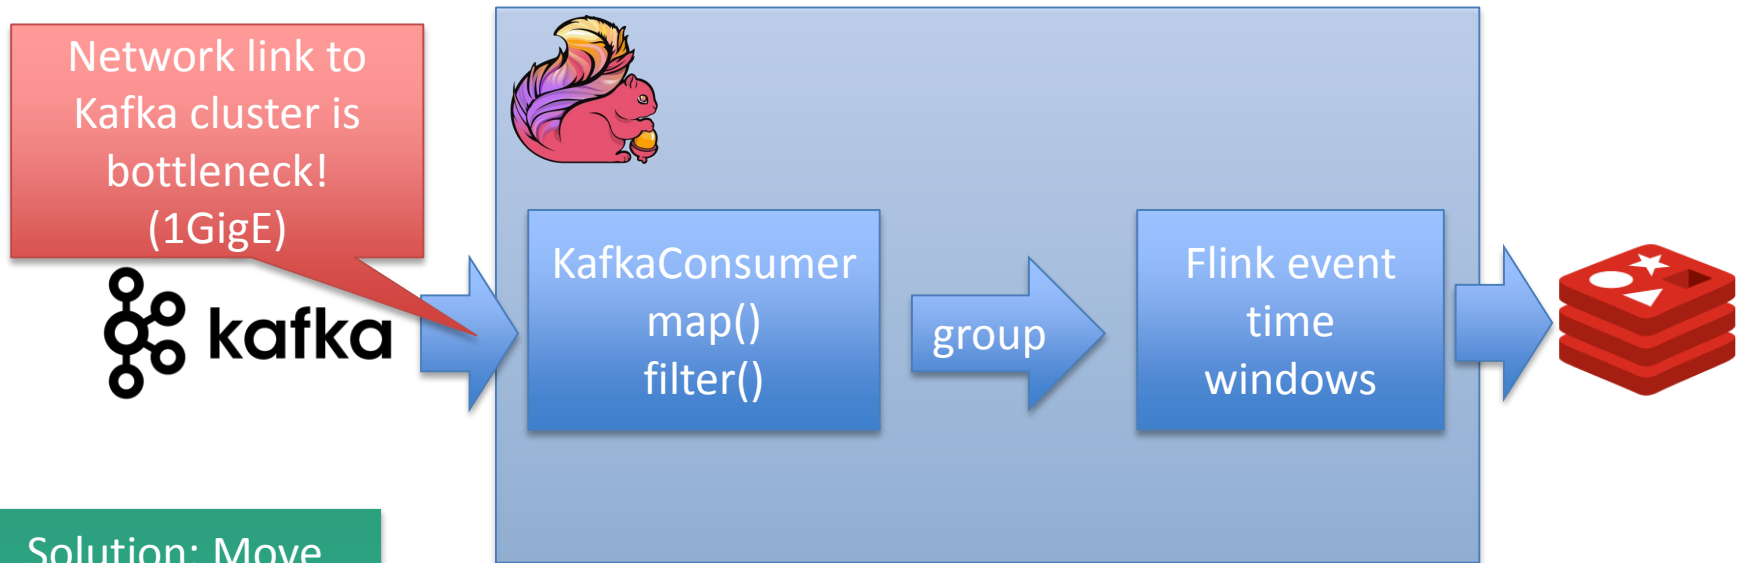 Network link to
Kafka cluster is
bottleneck!
(1GigE)
kafka
KafkaConsumer
map()
filter()
group
Flink event
time
windows
Solution: Move